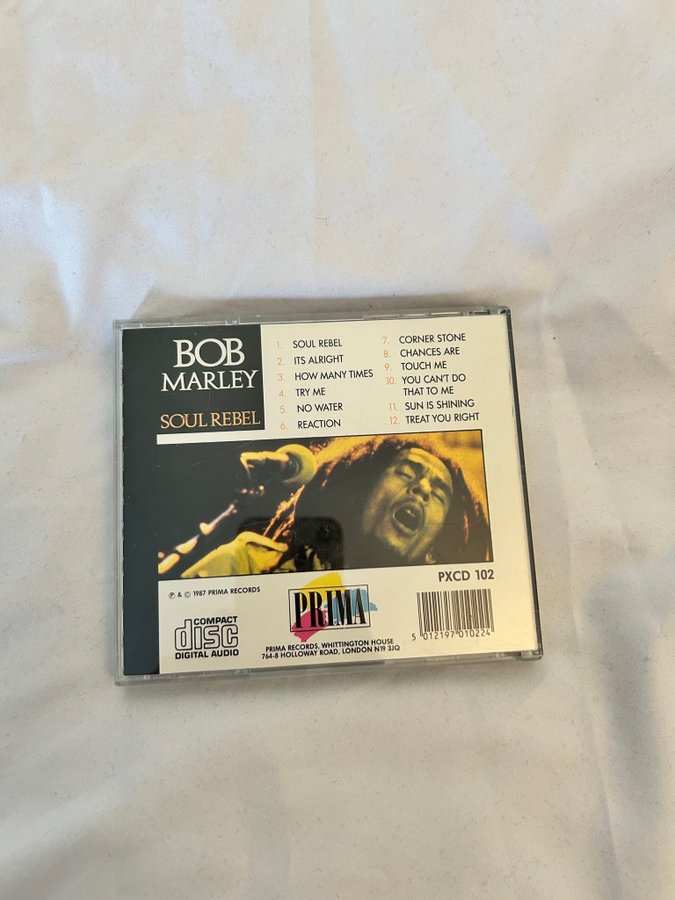 BOB
MARLEY
SOUL REBEL
1. SOUL REBEL
2. ITS ALRIGHT
3. HOW MANY TIMES
4. TRY ME
5. NO WATER
6. REACTION
7. CORNER STONE
8. CHANCES ARE
9. TOUCH ME
10. YOU CAN'T DO
THAT TO ME
11. SUN IS SHINING
12. TREAT YOU RIGHT
PXCD 102
℗ & © 1987 PRIMA RECORDS
COMPACT
disc
DIGITAL AUDIO
PRIMA
PRIMA RECORDS, WHITTINGTON HOUSE
764-8 HOLLOWAY ROAD, LONDON N19 3JQ
5 012197 010224